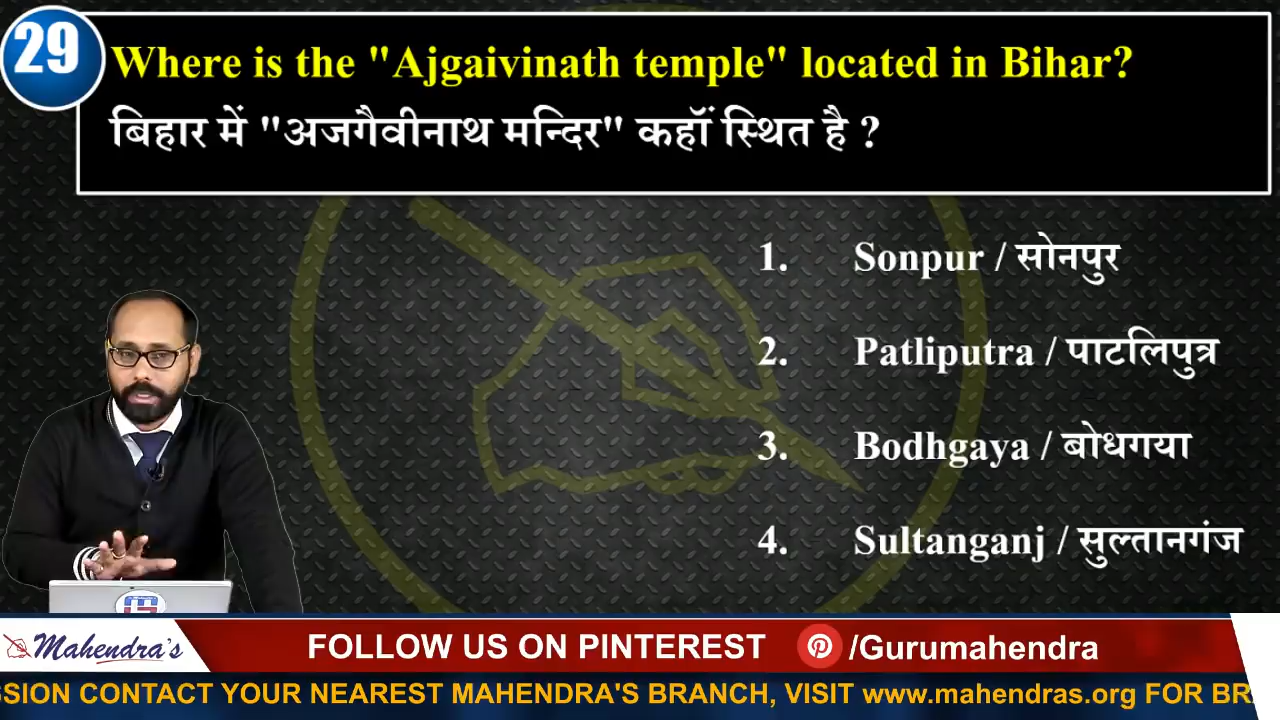 29
Where is the "Ajgaivinath temple" located in Bihar?
बिहार में "अजगैवीनाथ मन्दिर" कहॉं स्थित है ?
1. Sonpur / सोनपुर
2. Patliputra / पाटलिपुत्र
3. Bodhgaya / बोधगया
4. Sultanganj / सुल्तानगंज
Mahendra's
FOLLOW US ON PINTEREST /Gurumahendra
SSION CONTACT YOUR NEAREST MAHENDRA'S BRANCH, VISIT www.mahendras.org FOR BR